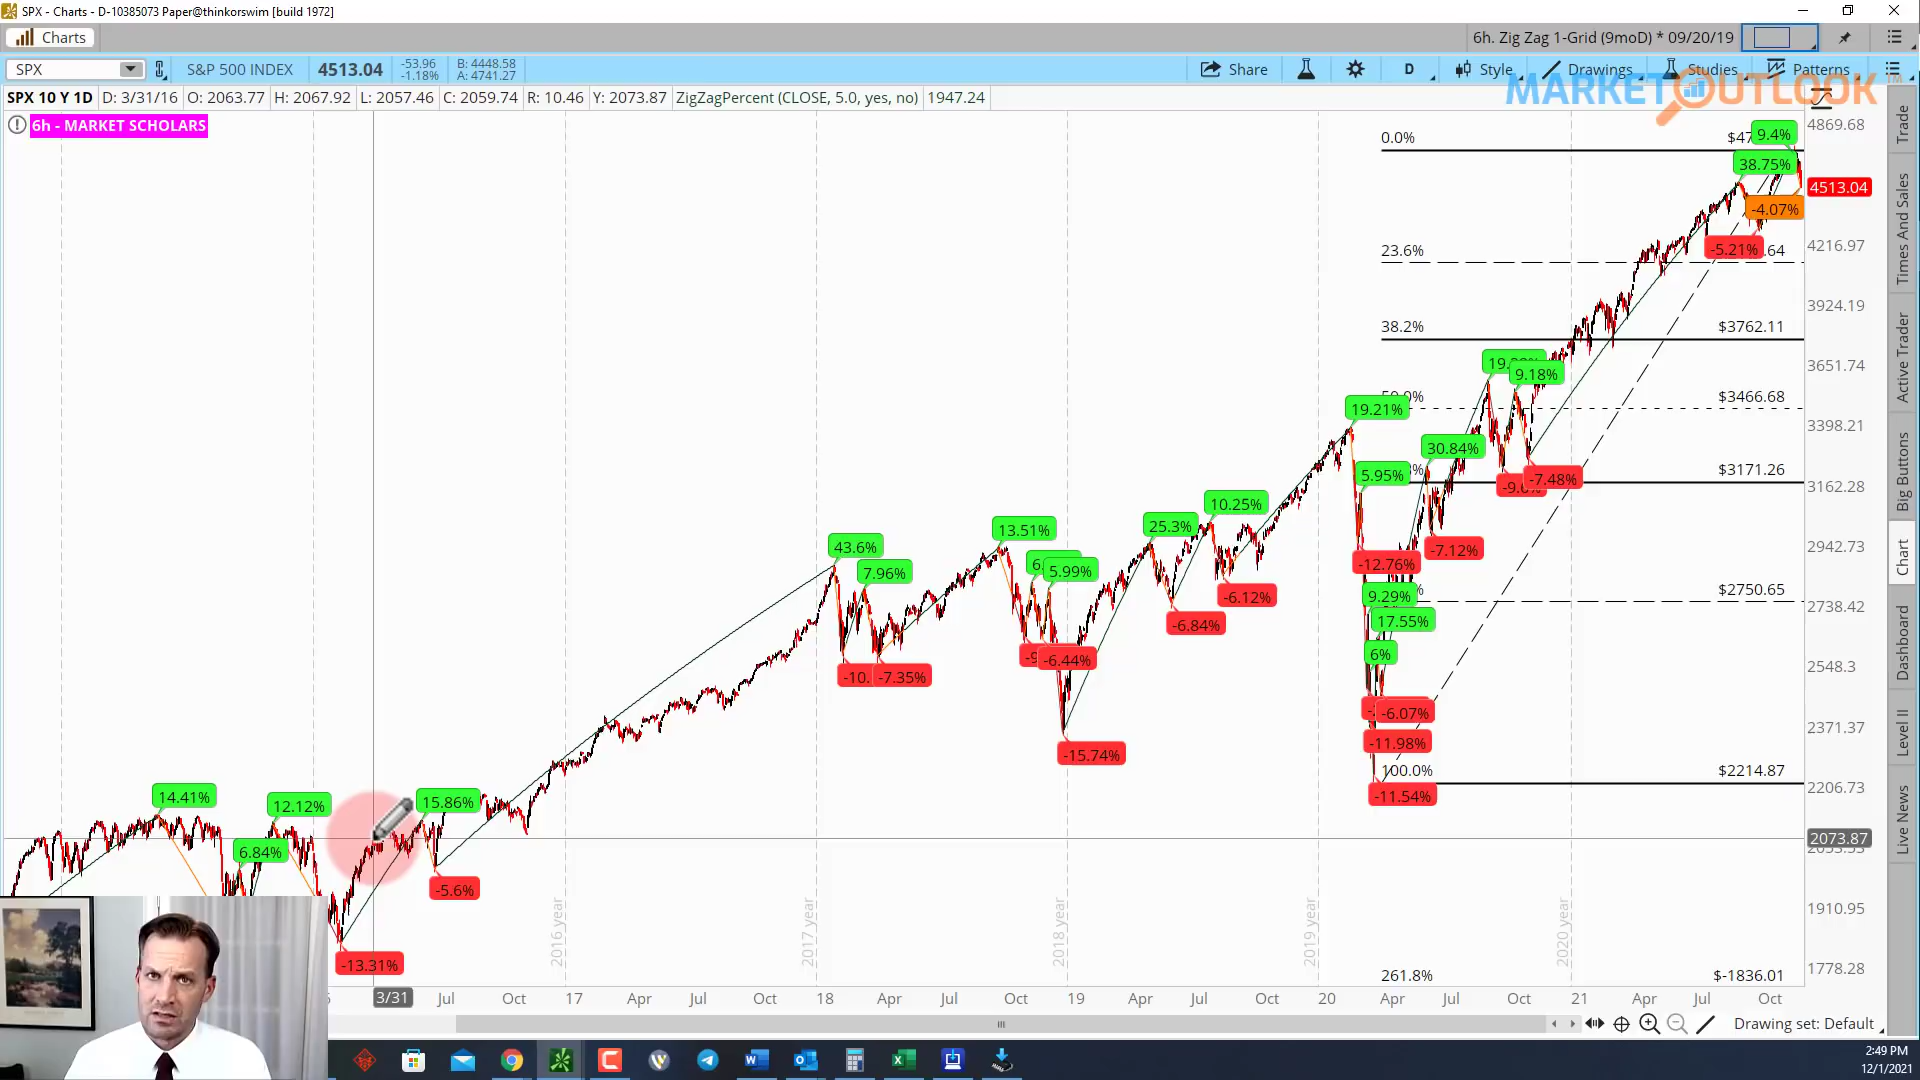 SPX - Charts - D-10385073 Paper@thinkorswim [build 1972]
Charts
6h. Zig Zag 1-Grid (9moD) * 09/20/19
SPX
S&P 500 INDEX
4513.04
-53.96
-1.18%
B: 4448.58
A: 4741.27
Share
D
Style
Drawings
Studies
Patterns
MARKET OUTLOOK
SPX 10 Y 1D
D: 3/31/16
O: 2063.77
H: 2067.92
L: 2057.46
C: 2059.74
R: 10.46
Y: 2073.87
ZigZagPercent (CLOSE, 5.0, yes, no)
1947.24
6h - MARKET SCHOLARS
4869.68
4513.04
4216.97
3924.19
3651.74
3398.21
3162.28
2942.73
2738.42
2548.3
2371.37
2206.73
2073.87
1910.95
1778.28
0.0%
23.6%
38.2%
$3762.11
$3466.68
$3171.26
$2750.65
100.0%
$2214.87
261.8%
$-1836.01
9.4%
38.75%
-4.07%
-5.21%
9.18%
-7.48%
19.21%
5.95%
30.84%
-7.12%
-12.76%
9.29%
17.55%
6%
-6.07%
-11.98%
-11.54%
10.25%
25.3%
-6.12%
-6.84%
13.51%
5.99%
-6.44%
-15.74%
43.6%
7.96%
-7.35%
15.86%
-5.6%
14.41%
12.12%
6.84%
-13.31%
2016 year
2017 year
2018 year
2019 year
2020 year
3/31
Jul
Oct
17
Apr
Jul
Oct
18
Apr
Jul
Oct
19
Apr
Jul
Oct
20
Apr
Jul
Oct
21
Apr
Jul
Oct
Drawing set: Default
Trade
Times And Sales
Active Trader
Big Buttons
Chart
Dashboard
Level II
Live News
2:49 PM
12/1/2021